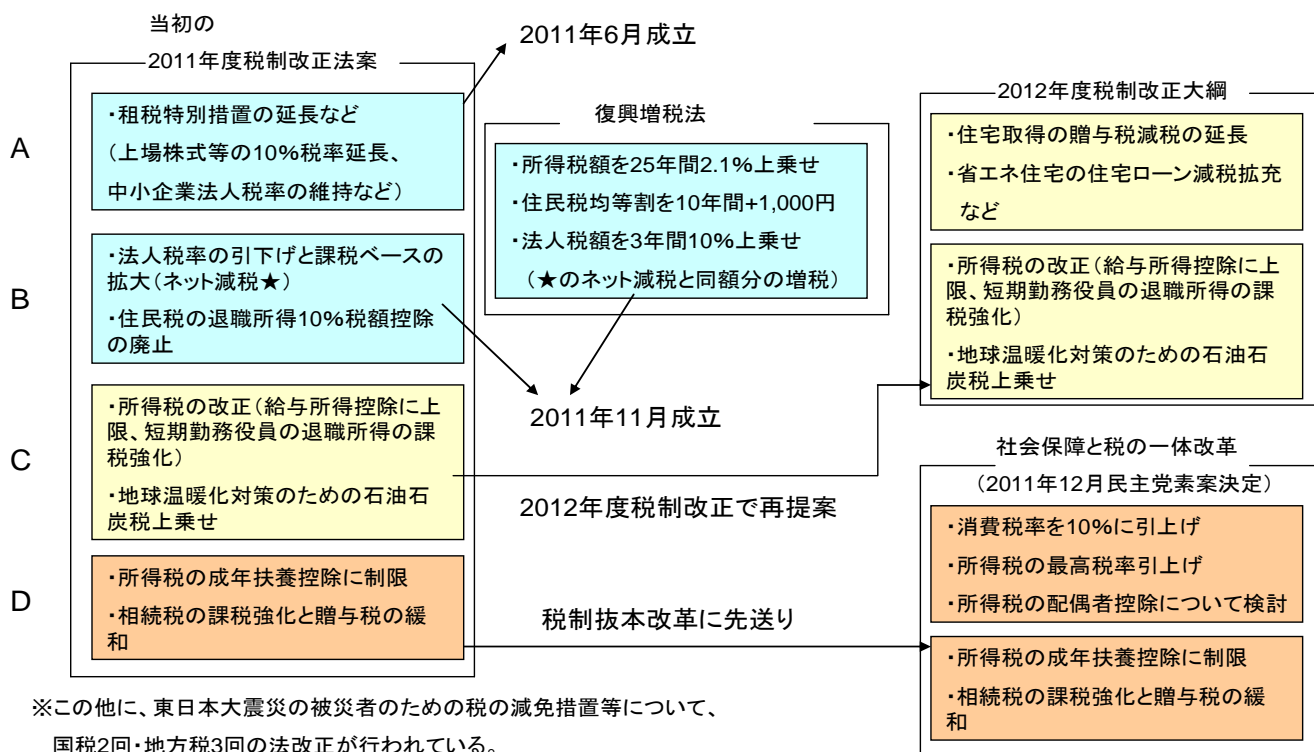 当初の
2011年度税制改正法案
2011年6月成立
A
・租税特別措置の延長など
(上場株式等の10%税率延長、
中小企業法人税率の維持など)
B
・法人税率の引下げと課税ベースの
拡大(ネット減税★)
・住民税の退職所得10%税額控除
の廃止
C
・所得税の改正(給与所得控除に上
限、短期勤務役員の退職所得の課
税強化)
・地球温暖化対策のための石油石
炭税上乗せ
D
・所得税の成年扶養控除に制限
・相続税の課税強化と贈与税の緩
和
復興増税法
・所得税額を25年間2.1%上乗せ
・住民税均等割を10年間+1,000円
・法人税額を3年間10%上乗せ
(★のネット減税と同額分の増税)
2011年11月成立
2012年度税制改正で再提案
税制抜本改革に先送り
2012年度税制改正大綱
・住宅取得の贈与税減税の延長
・省エネ住宅の住宅ローン減税拡充
など
・所得税の改正(給与所得控除に上
限、短期勤務役員の退職所得の課
税強化)
・地球温暖化対策のための石油石
炭税上乗せ
社会保障と税の一体改革
(2011年12月民主党素案決定)
・消費税率を10%に引上げ
・所得税の最高税率引上げ
・所得税の配偶者控除について検討
・所得税の成年扶養控除に制限
・相続税の課税強化と贈与税の緩
和
※この他に、東日本大震災の被災者のための税の減免措置等について、
国税2回・地方税3回の法改正が行われている。